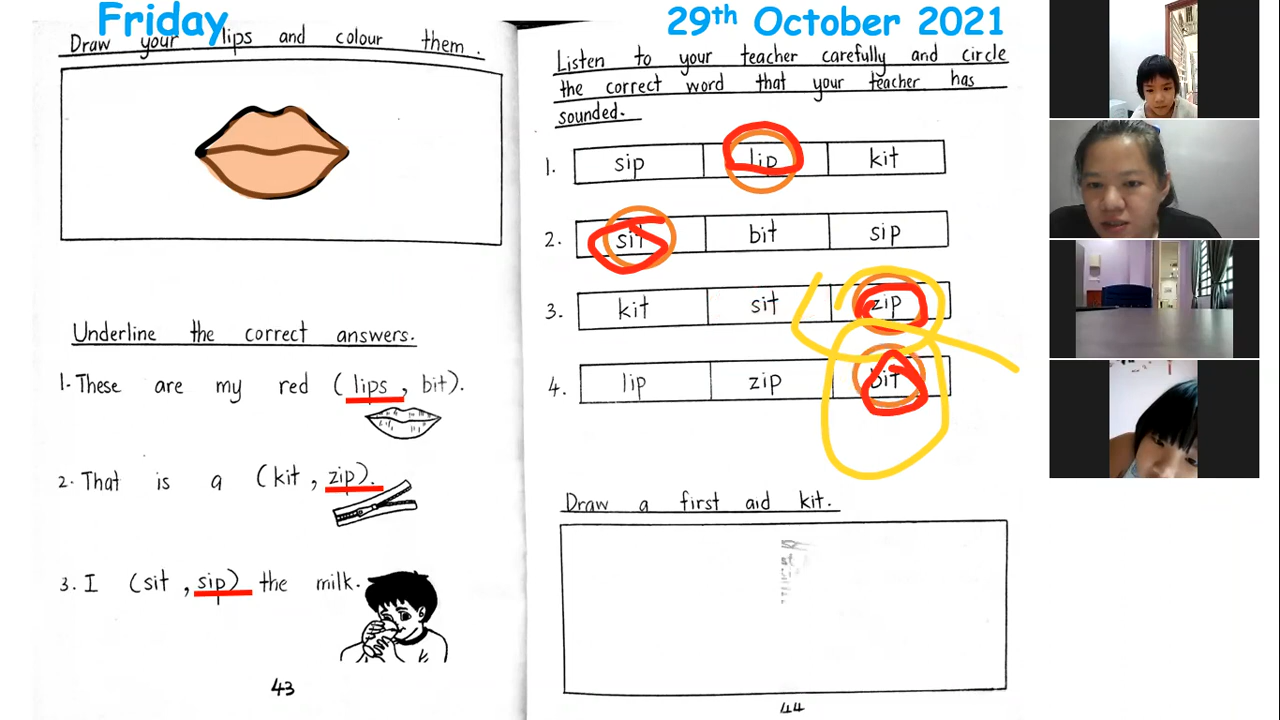 Friday
29th October 2021
Draw your lips and colour them.
Underline the correct answers.
1. These are my red (lips, bit).
2. That is a (kit, zip).
3. I (sit, sip) the milk.
43
Listen to your teacher carefully and circle
the correct word that your teacher has
sounded.
1. sip lip kit
2. sit bit sip
3. kit sit zip
4. lip zip bit
Draw a first aid kit.
44